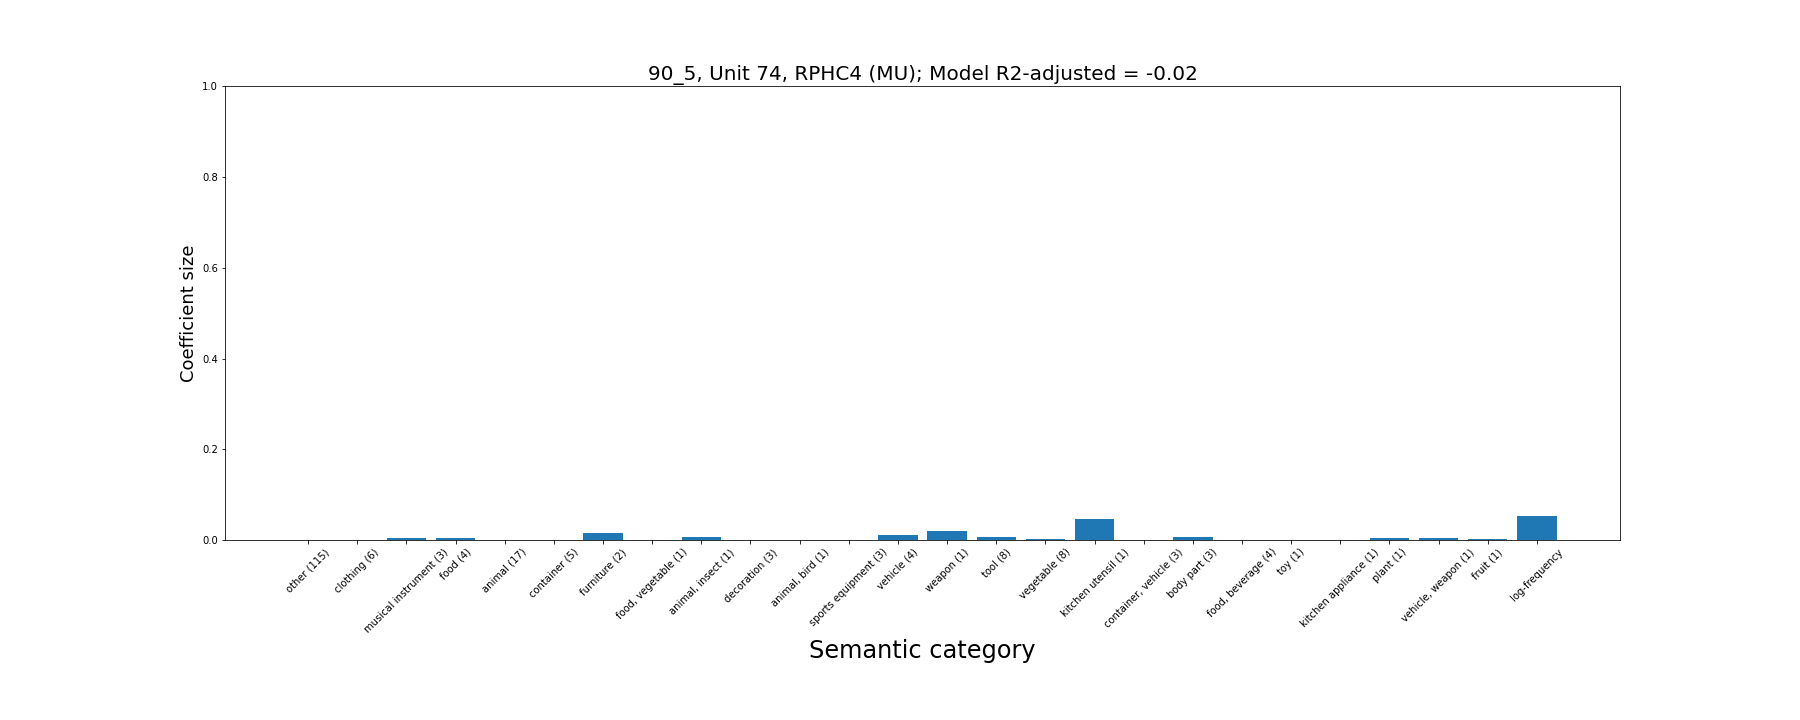 90_5, Unit 74, RPHC4 (MU); Model R2-adjusted = -0.02
1.0
0.8
0.6
0.4
0.2
0.0
Coefficient size
other (115)
clothing (6)
musical instrument (3)
food (4)
animal (17)
container (5)
furniture (2)
food, vegetable (1)
animal, insect (1)
decoration (3)
animal, bird (1)
sports equipment (3)
vehicle (4)
weapon (1)
tool (8)
vegetable (8)
kitchen utensil (1)
container, vehicle (3)
body part (3)
food, beverage (4)
toy (1)
kitchen appliance (1)
plant (1)
vehicle, weapon (1)
fruit (1)
log-frequency
Semantic category